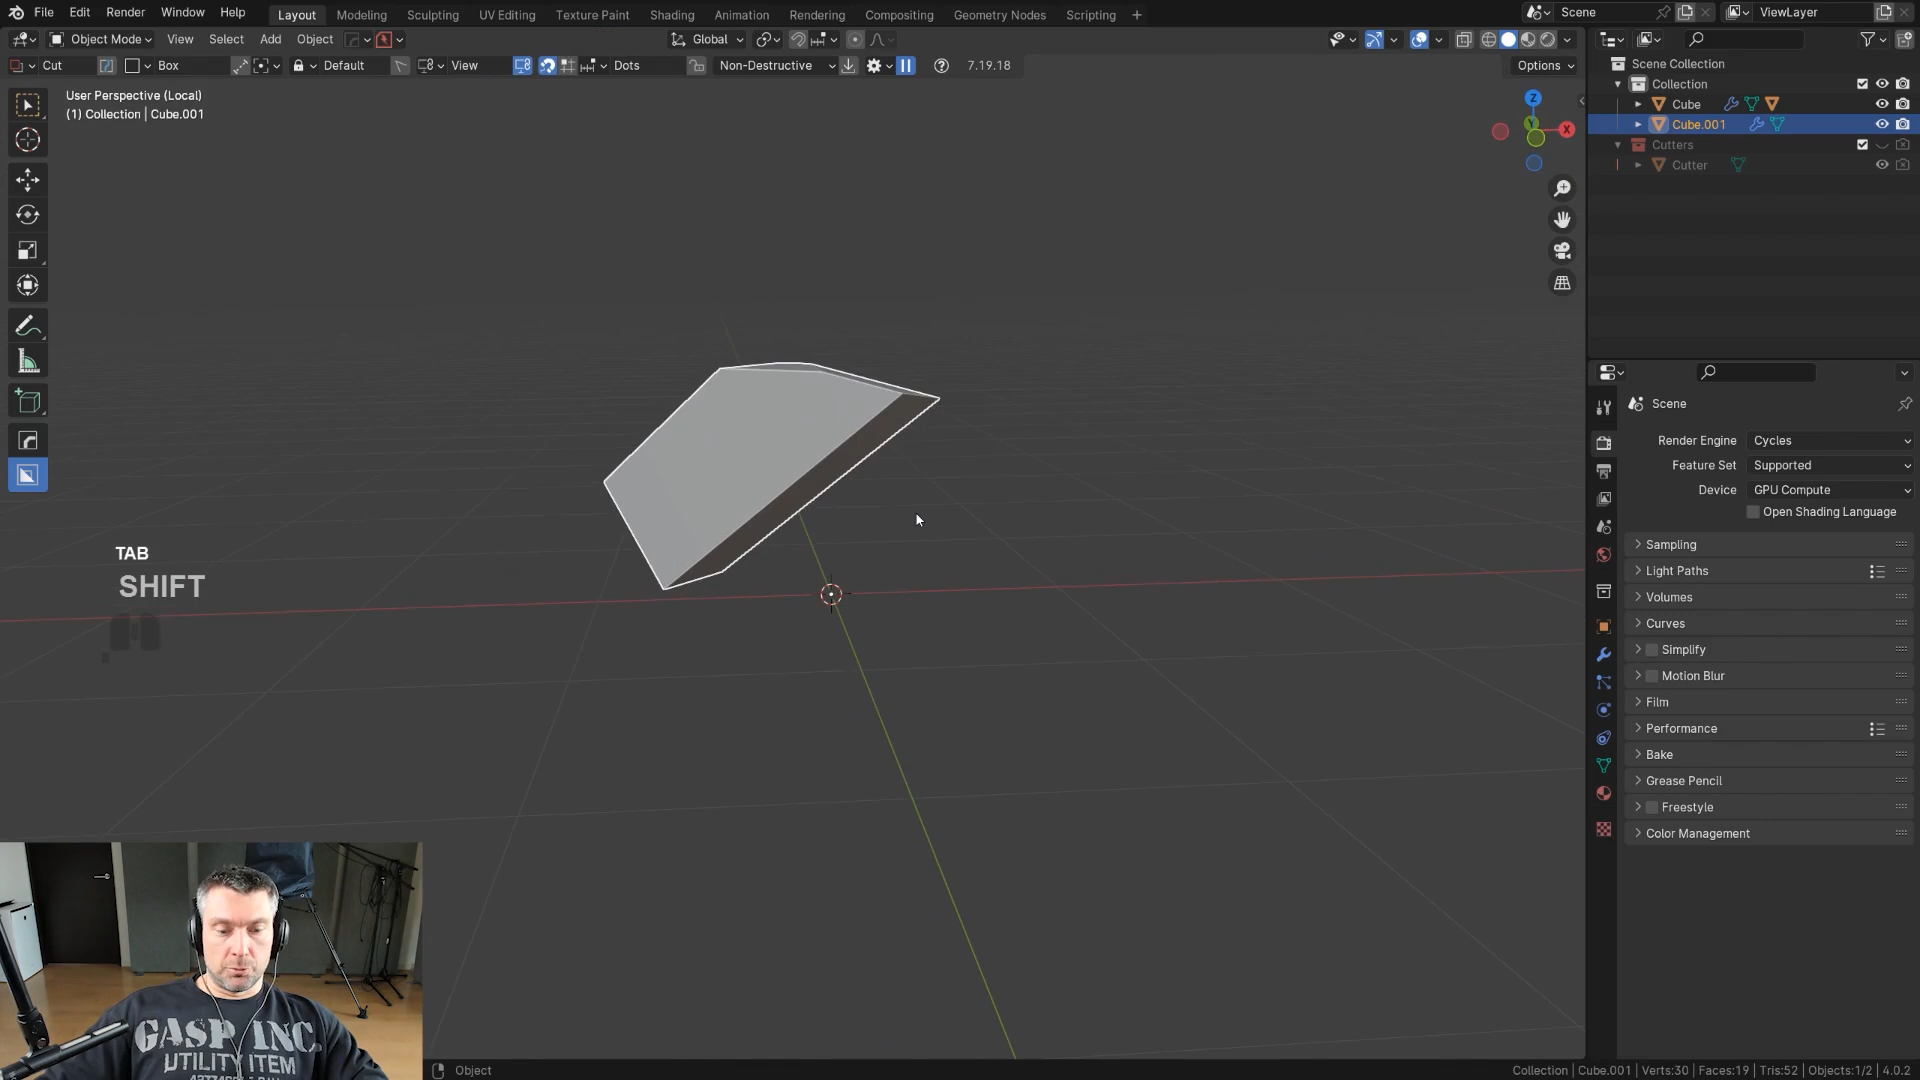 File Edit Render Window Help
Layout Modeling Sculpting UV Editing Texture Paint Shading Animation Rendering Compositing Geometry Nodes Scripting +
Scene ViewLayer
Object Mode View Select Add Object Global
Cut Box Default View Dots Non-Destructive 7.19.18 Options
User Perspective (Local)
(1) Collection | Cube.001
Z
Y
X
Scene Collection
Collection
Cube
Cube.001
Cutters
Cutter
Scene
Render Engine Cycles
Feature Set Supported
Device GPU Compute
Open Shading Language
Sampling
Light Paths
Volumes
Curves
Simplify
Motion Blur
Film
Performance
Bake
Grease Pencil
Freestyle
Color Management
TAB
SHIFT
GASP INC.
UTILITY ITEM
Object
Collection | Cube.001 | Verts:30 | Faces:19 | Tris:52 | Objects:1/2 | 4.0.2